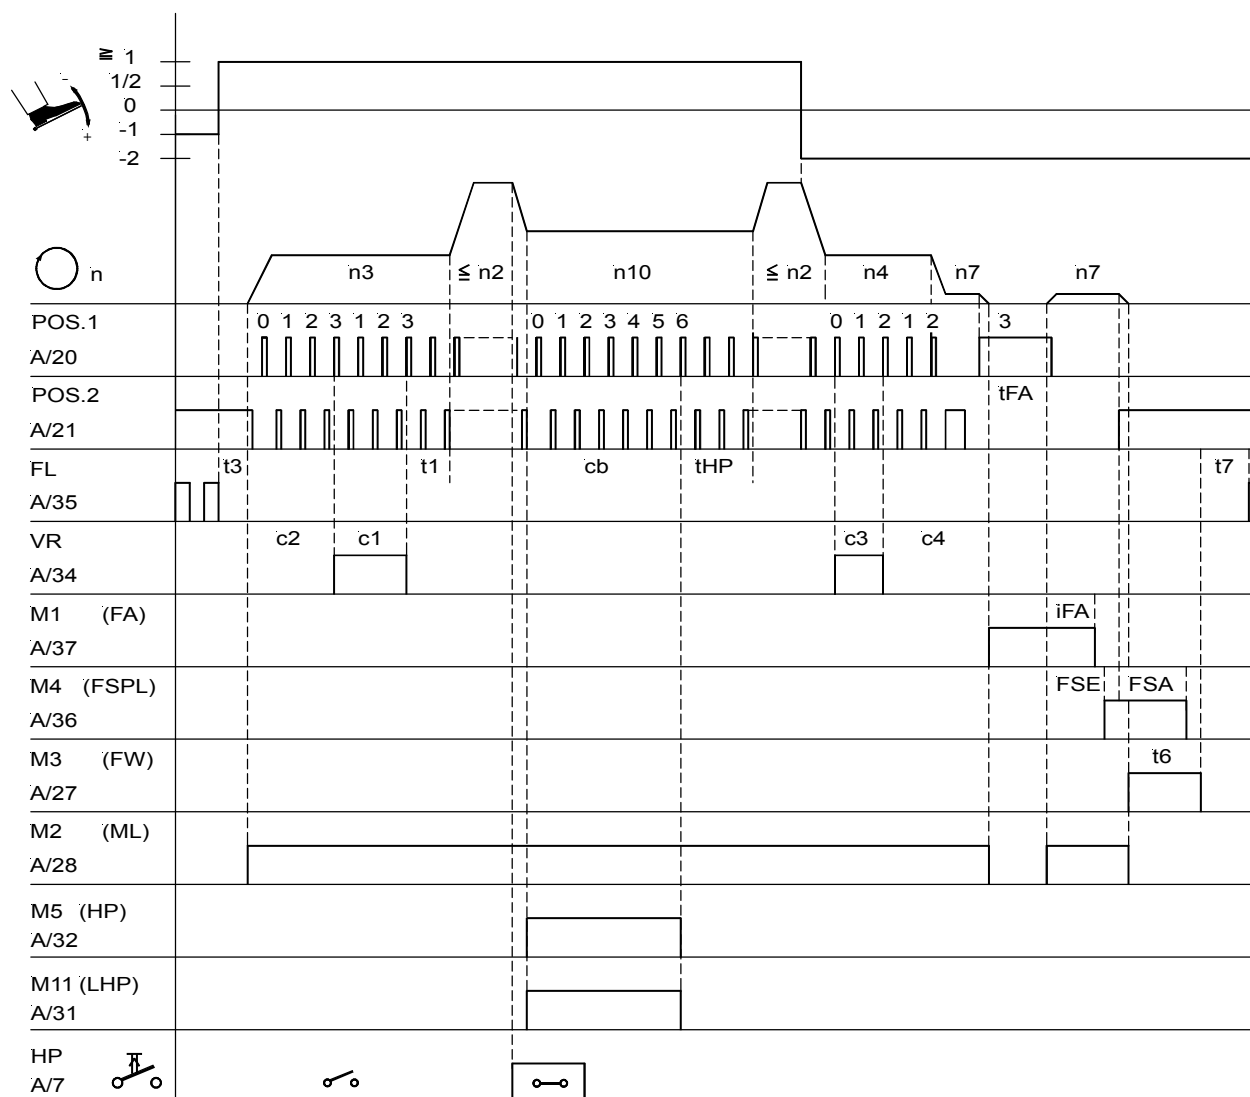 ≧ 1
1/2
0
-1
-2
-
+
n
n3
≦ n2
n10
≦ n2
n4
n7
n7
POS.1
0 1 2 3 1 2 3
0 1 2 3 4 5 6
0 1 2 1 2
3
A/20
POS.2
tFA
A/21
FL
t3
t1
cb
tHP
t7
A/35
VR
c2
c1
c3
c4
A/34
M1 (FA)
iFA
A/37
M4 (FSPL)
FSE
FSA
A/36
M3 (FW)
t6
A/27
M2 (ML)
A/28
M5 (HP)
A/32
M11 (LHP)
A/31
HP
A/7